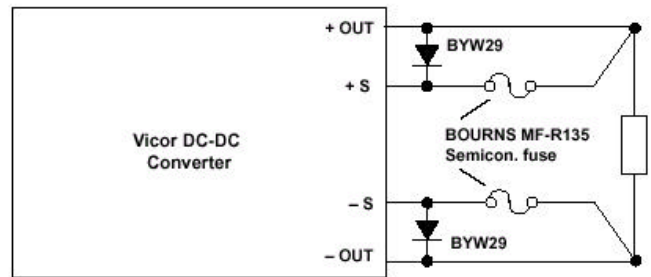 + OUT
BYW29
+ S
Vicor DC-DC
Converter
BOURNS MF-R135
Semicon. fuse
– S
BYW29
– OUT